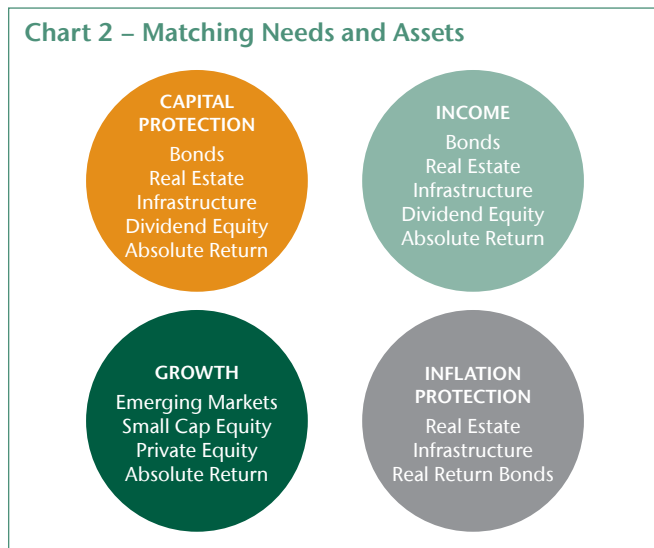 Chart 2 – Matching Needs and Assets
CAPITAL
PROTECTION
Bonds
Real Estate
Infrastructure
Dividend Equity
Absolute Return
INCOME
Bonds
Real Estate
Infrastructure
Dividend Equity
Absolute Return
GROWTH
Emerging Markets
Small Cap Equity
Private Equity
Absolute Return
INFLATION
PROTECTION
Real Estate
Infrastructure
Real Return Bonds